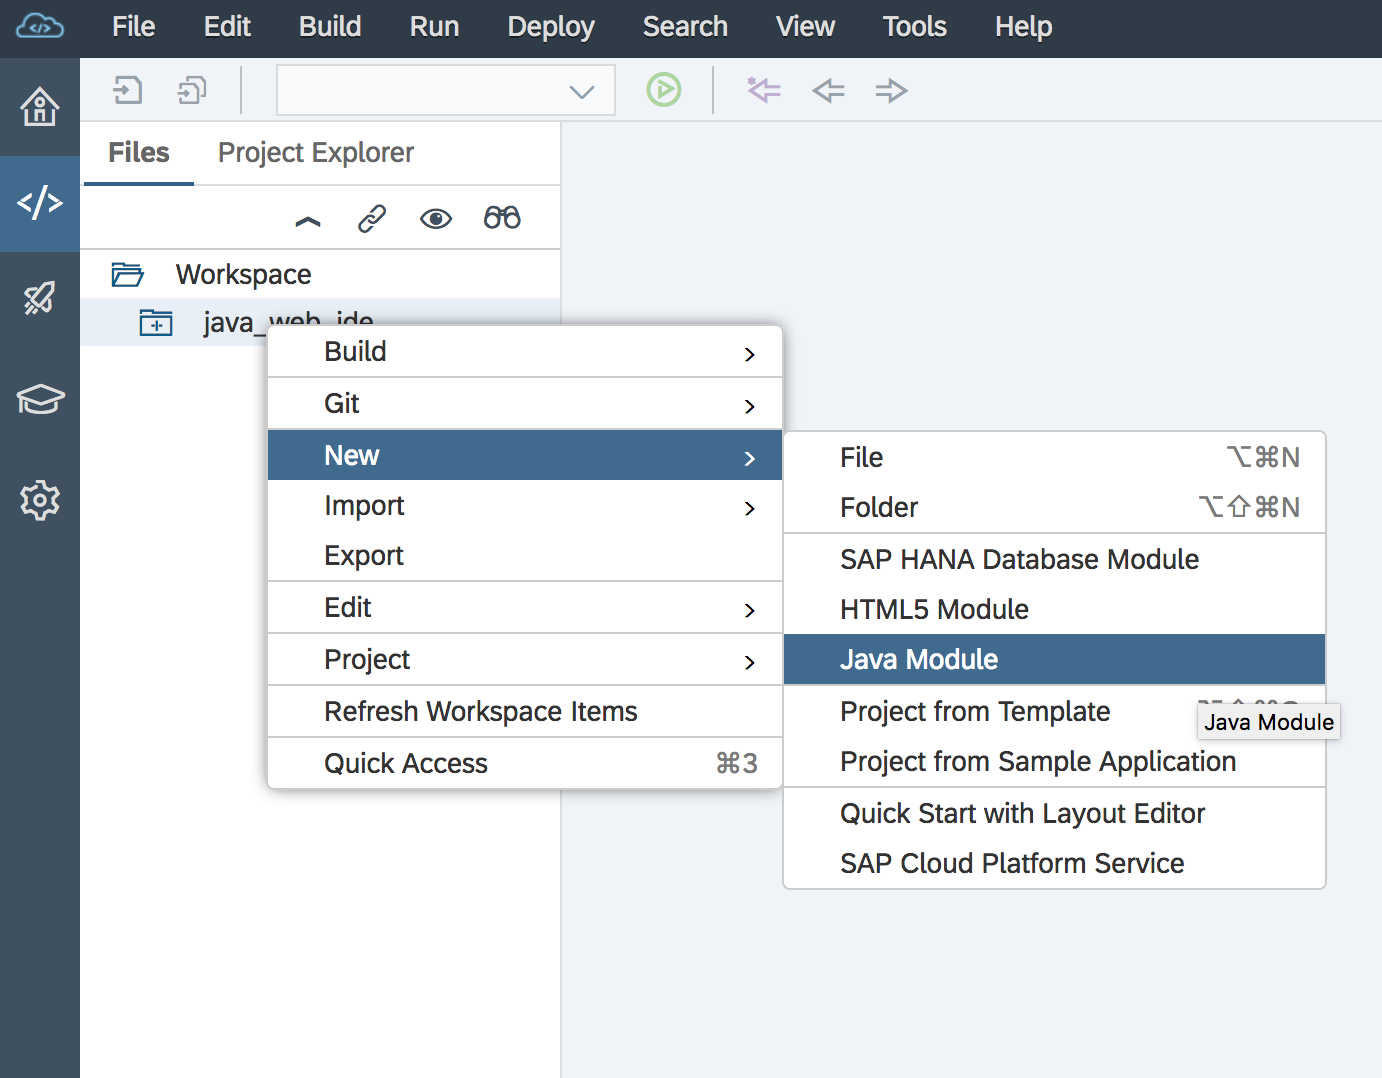 File Edit Build Run Deploy Search View Tools Help
Files Project Explorer
Workspace
java_web_ide
Build
Git
New
Import
Export
Edit
Project
Refresh Workspace Items
Quick Access ⌘3
File ⌥⌘N
Folder ⌥⇧⌘N
SAP HANA Database Module
HTML5 Module
Java Module
Project from Template
Java Module
Project from Sample Application
Quick Start with Layout Editor
SAP Cloud Platform Service